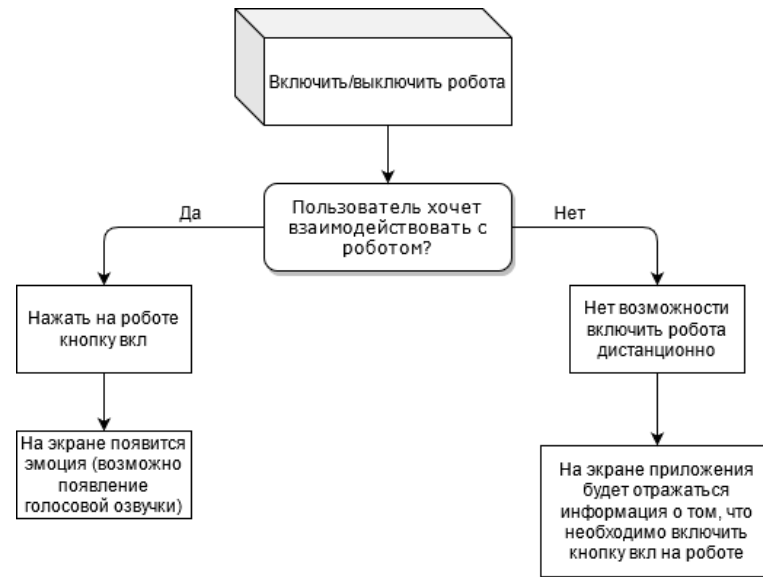 Включить/выключить робота
Пользователь хочет
взаимодействовать с
роботом?
Да
Нет
Нажать на роботе
кнопку вкл
Нет возможности
включить робота
дистанционно
На экране появится
эмоция (возможно
появление
голосовой озвучки)
На экране приложения
будет отражаться
информация о том, что
необходимо включить
кнопку вкл на роботе